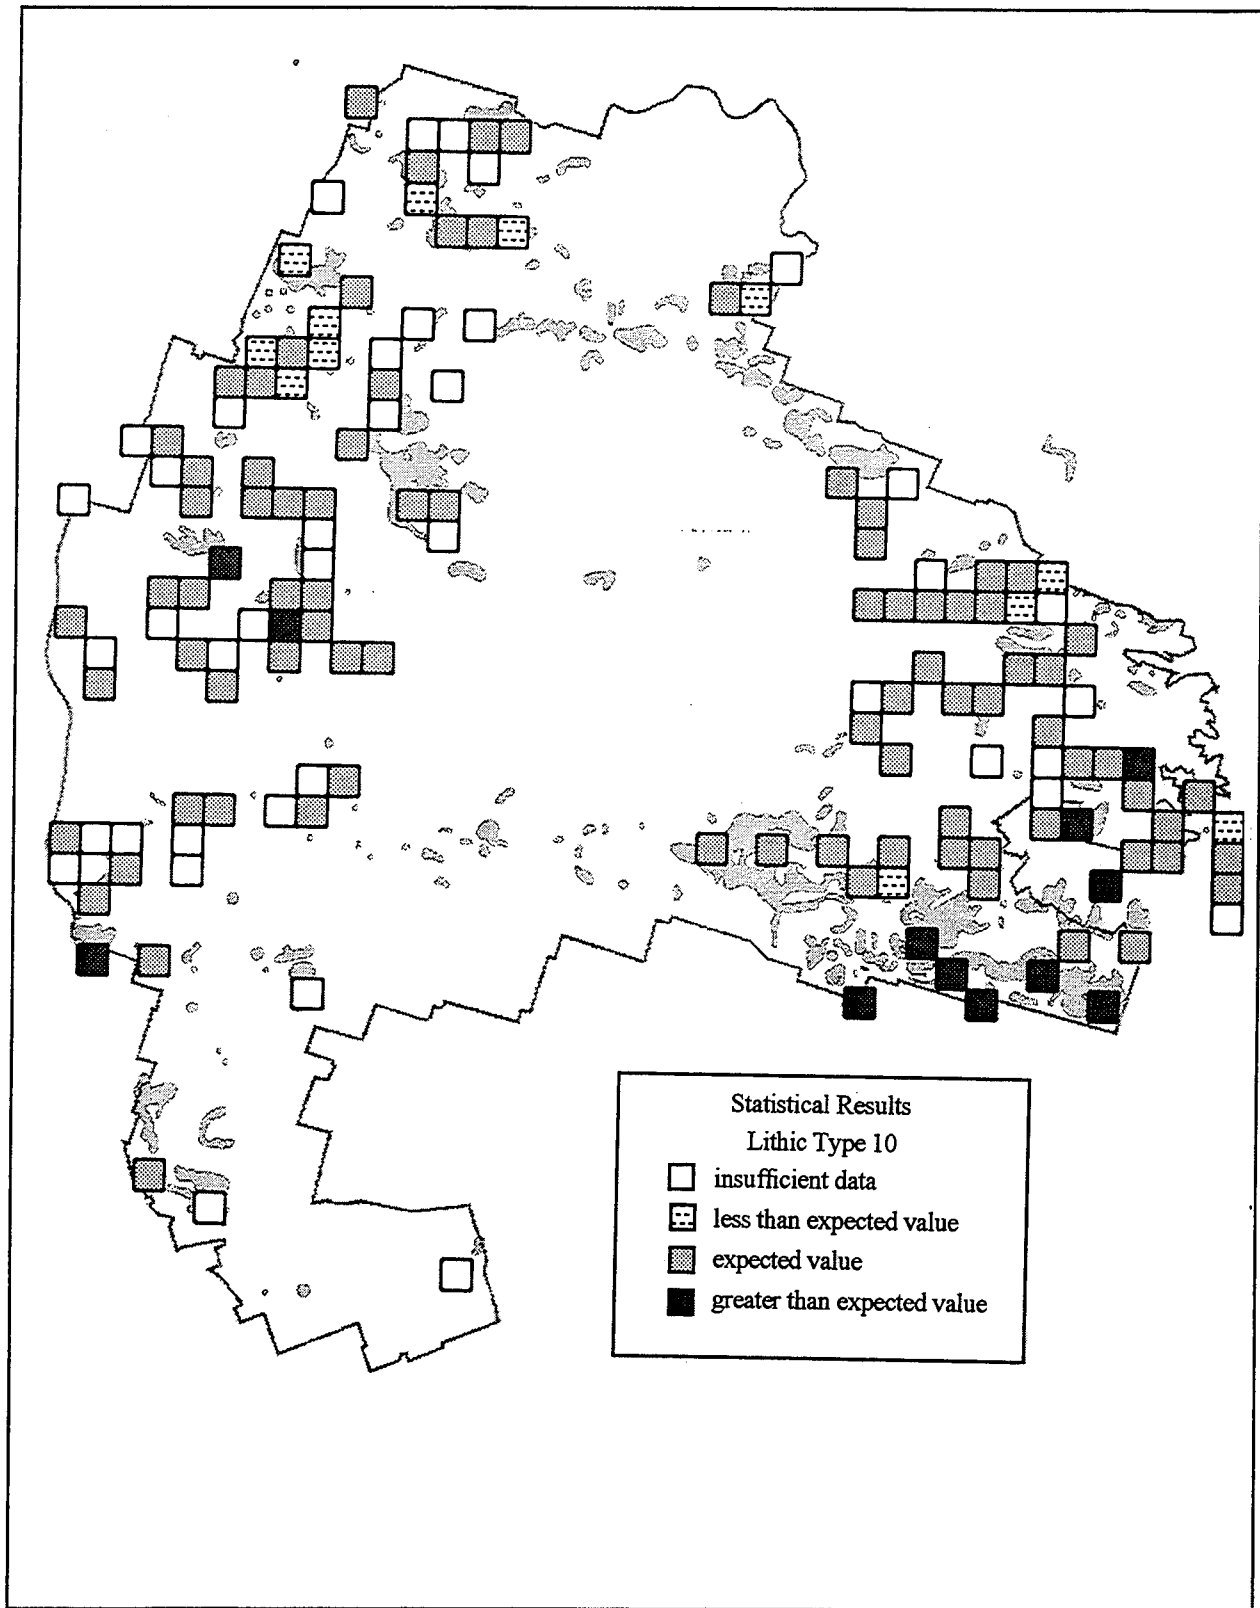 Statistical Results
Lithic Type 10
insufficient data
less than expected value
expected value
greater than expected value